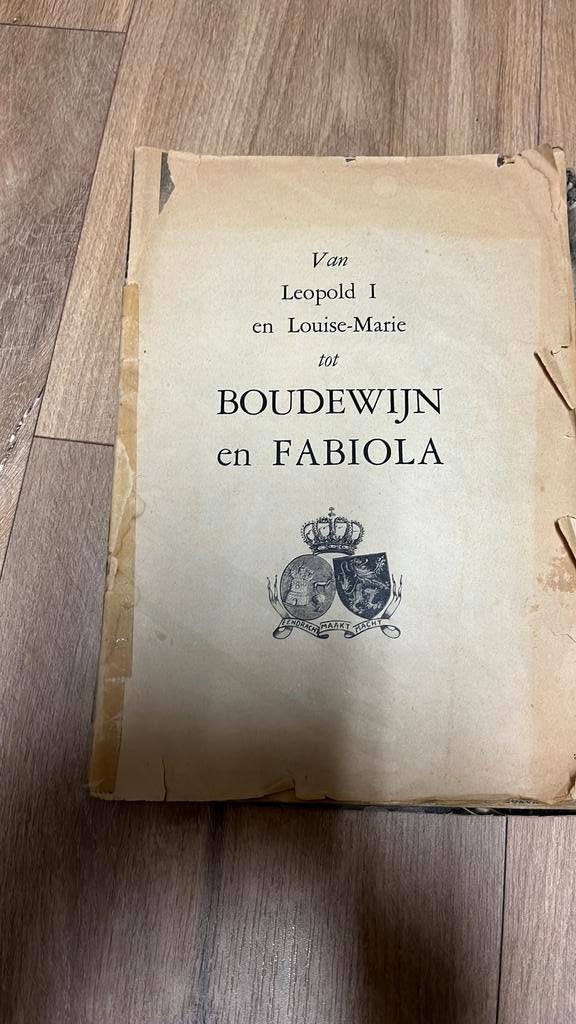 Van
Leopold I
en Louise-Marie
tot
BOUDEWIJN
en FABIOLA
EENDRACHT MAAKT MACHT